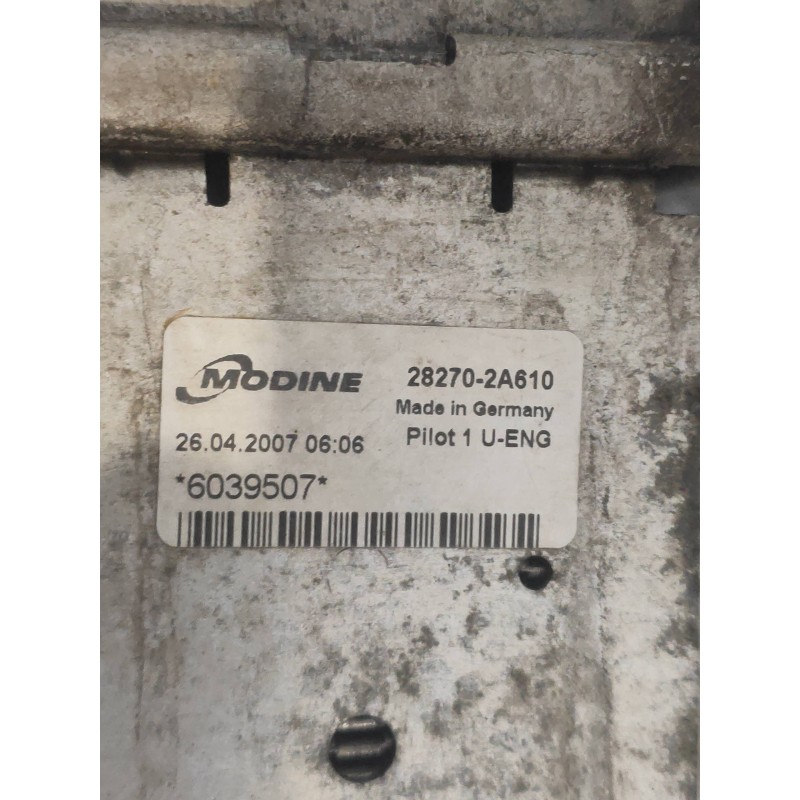 MODINE
28270-2A610
Made in Germany
26.04.2007 06:06
Pilot 1 U-ENG
*6039507*